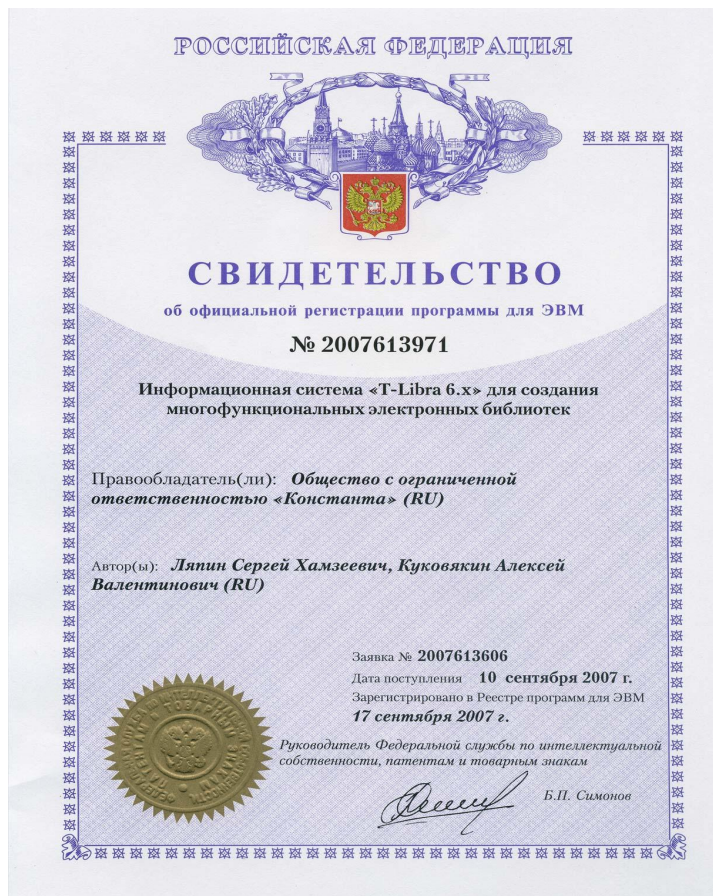 РОССИЙСКАЯ ФЕДЕРАЦИЯ
СВИДЕТЕЛЬСТВО
об официальной регистрации программы для ЭВМ
№ 2007613971
Информационная система «T-Libra 6.x» для создания
многофункциональных электронных библиотек
Правообладатель(ли): Общество с ограниченной
ответственностью «Константа» (RU)
Автор(ы): Ляпин Сергей Хамзеевич, Куковякин Алексей
Валентинович (RU)
Заявка № 2007613606
Дата поступления 10 сентября 2007 г.
Зарегистрировано в Реестре программ для ЭВМ
17 сентября 2007 г.
Руководитель Федеральной службы по интеллектуальной
собственности, патентам и товарным знакам
Б.П. Симонов